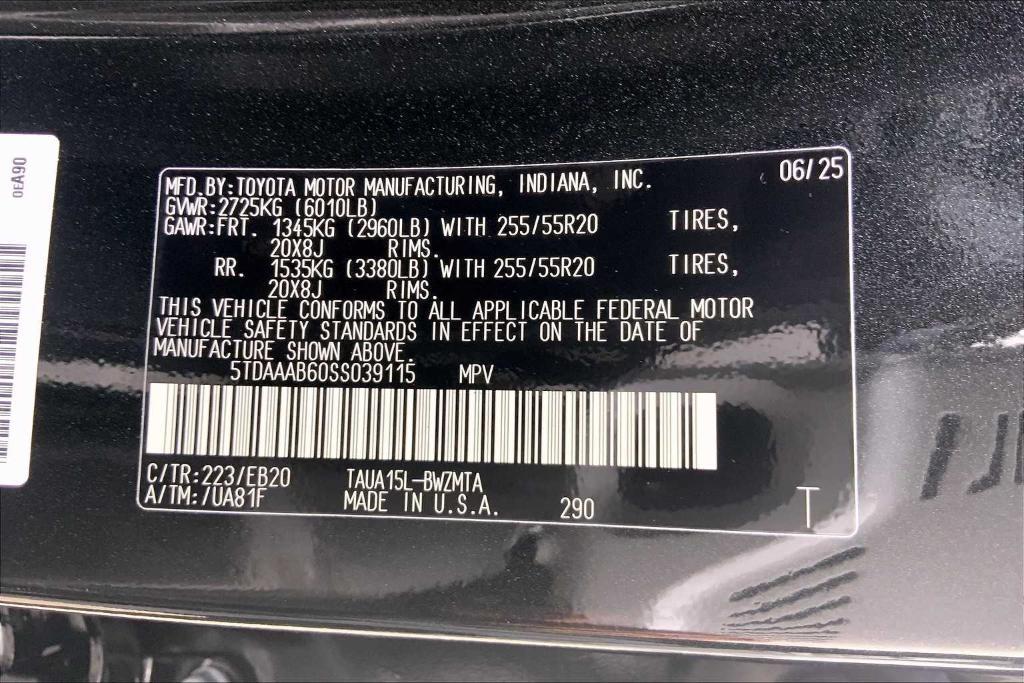 0EA90
06/25
MFD.BY:TOYOTA MOTOR MANUFACTURING, INDIANA, INC.
GVWR:2725KG (6010LB)
GAWR:FRT. 1345KG (2960LB) WITH 255/55R20 TIRES,
20X8J RIMS.
RR. 1535KG (3380LB) WITH 255/55R20 TIRES,
20X8J RIMS.
THIS VEHICLE CONFORMS TO ALL APPLICABLE FEDERAL MOTOR
VEHICLE SAFETY STANDARDS IN EFFECT ON THE DATE OF
MANUFACTURE SHOWN ABOVE.
5TDAAAB60SS039115 MPV
C/TR:223/EB20 TAUA15L-BWZMTA
A/TM:/UA81F MADE IN U.S.A. 290 T